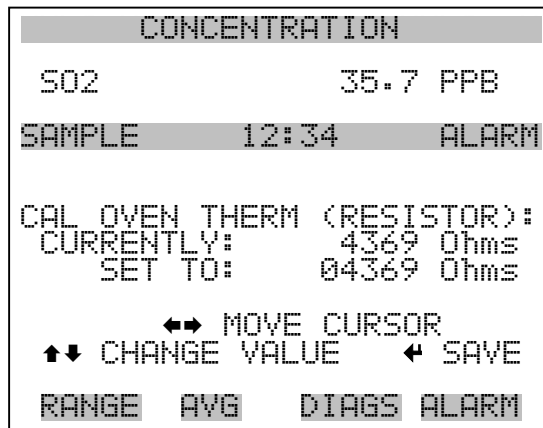 CONCENTRATION
SO2 35.7 PPB
SAMPLE 12:34 ALARM
CAL OVEN THERM (RESISTOR):
CURRENTLY: 4369 Ohms
SET TO: 04369 Ohms
←→ MOVE CURSOR
↑↓ CHANGE VALUE ↵ SAVE
RANGE AVG DIAGS ALARM